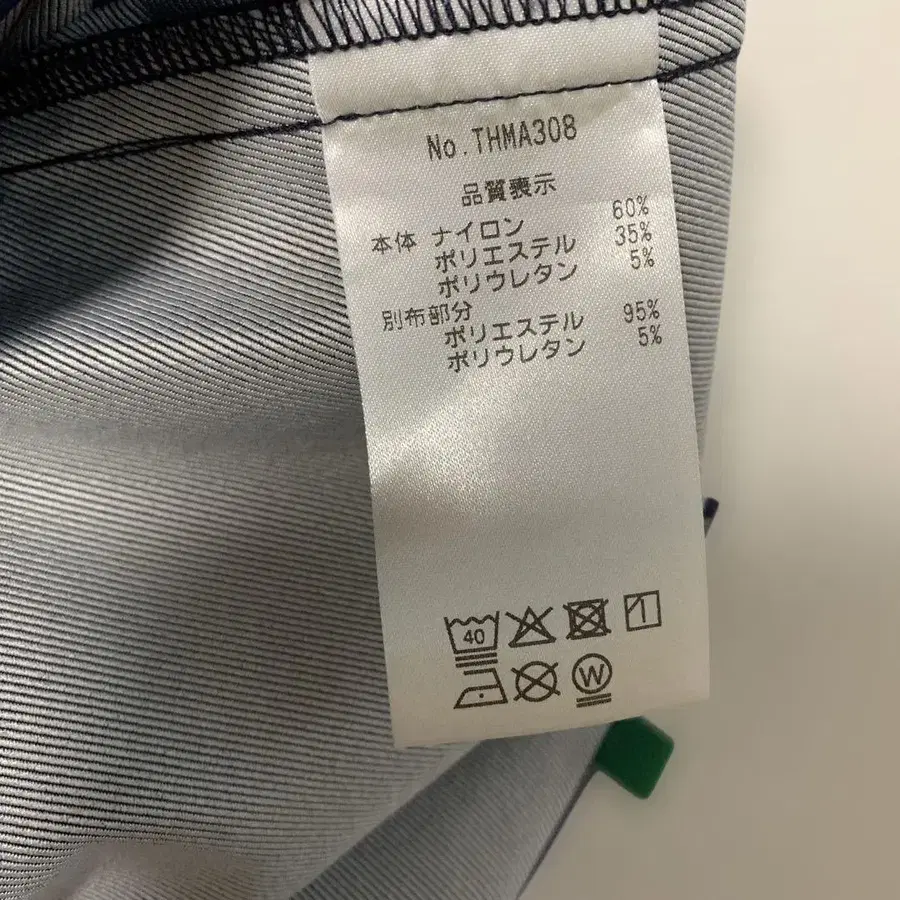 No.THMA308
品質表示
本体 ナイロン 60%
ポリエステル 35%
ポリウレタン 5%
別布部分
ポリエステル 95%
ポリウレタン 5%
40
W